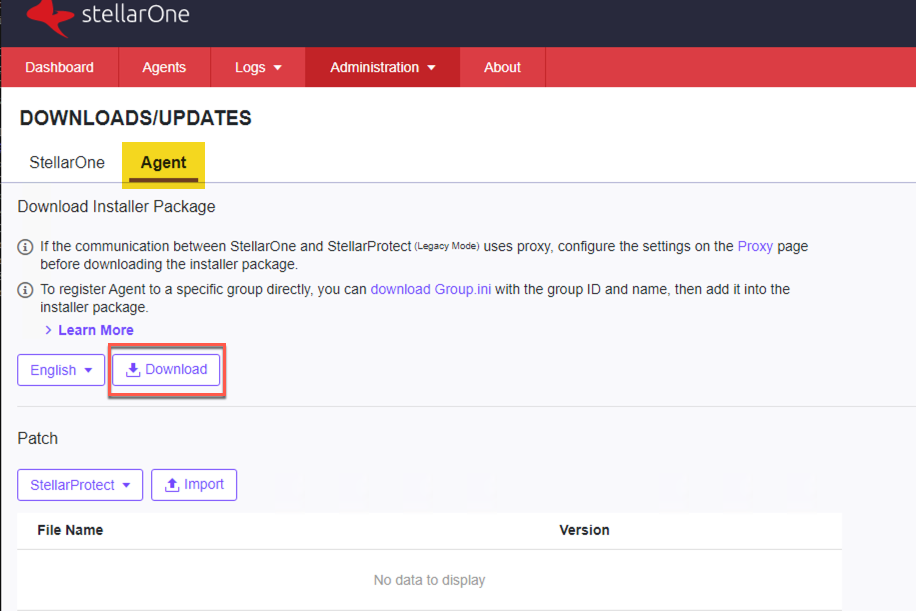 stellarOne
Dashboard Agents Logs Administration About
DOWNLOADS/UPDATES
StellarOne Agent
Download Installer Package
If the communication between StellarOne and StellarProtect (Legacy Mode) uses proxy, configure the settings on the Proxy page
before downloading the installer package.
To register Agent to a specific group directly, you can download Group.ini with the group ID and name, then add it into the
installer package.
> Learn More
English Download
Patch
StellarProtect Import
File Name Version
No data to display